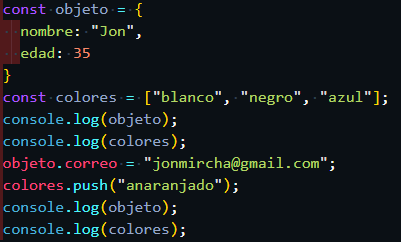 const objeto = {
  nombre: "Jon",
  edad: 35
}
const colores = ["blanco", "negro", "azul"];
console.log(objeto);
console.log(colores);
objeto.correo = "jonmircha@gmail.com";
colores.push("anaranjado");
console.log(objeto);
console.log(colores);